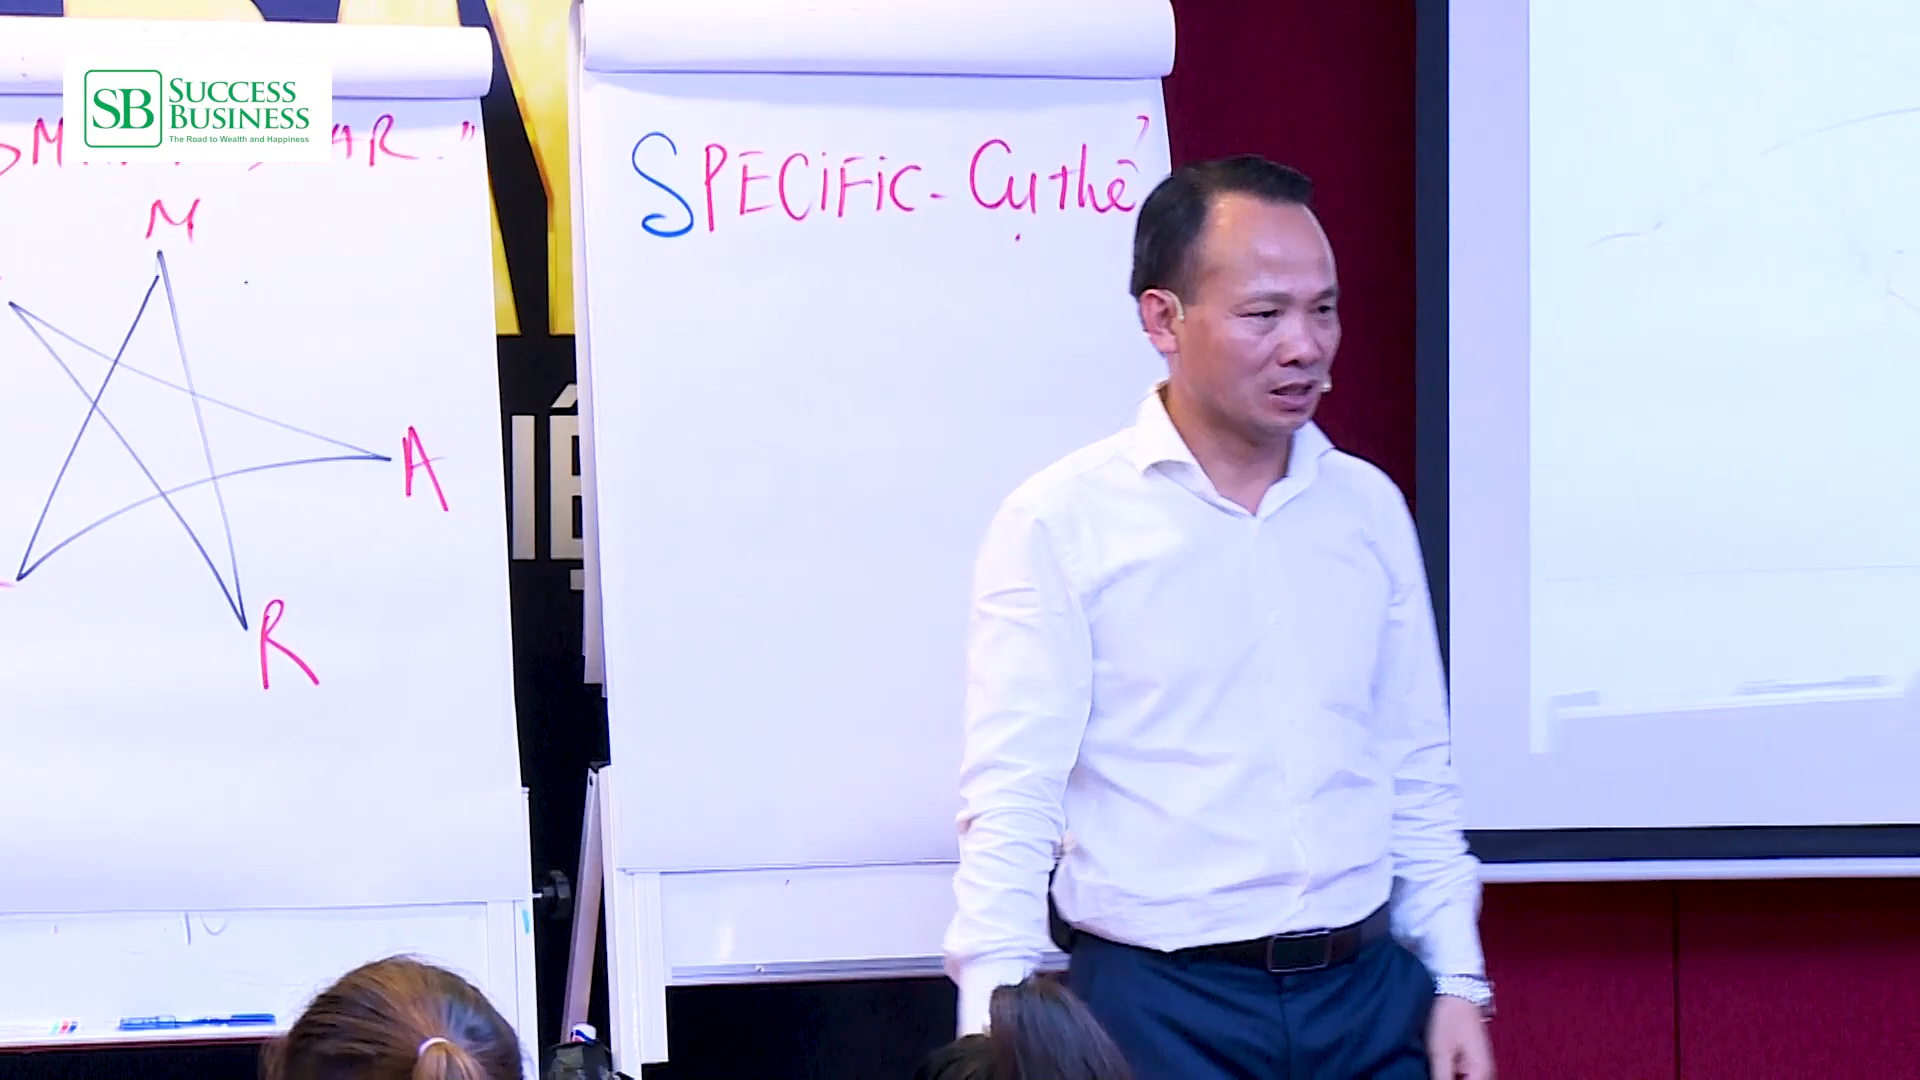 SB SUCCESS
BUSINESS
The Road to Wealth and Happiness
M
A
R
SPECIFIC - Cụ thể